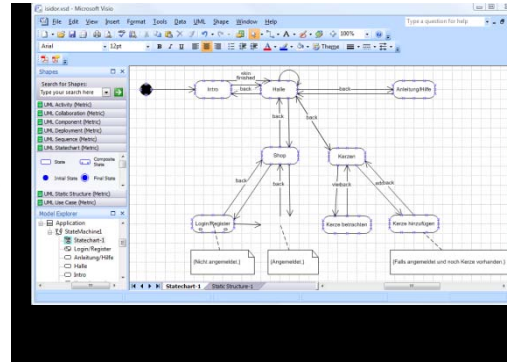 isidor.vsd - Microsoft Visio
File Edit View Insert Format Tools Data UML Shape Window Help
Type a question for help
100%
Arial 12pt
B I U
Theme
Shapes
Search for Shapes:
Type your search here
UML Activity (Metric)
UML Collaboration (Metric)
UML Component (Metric)
UML Deployment (Metric)
UML Sequence (Metric)
UML Statechart (Metric)
State
Composite State
Initial State
Final State
UML Static Structure (Metric)
UML Use Case (Metric)
Model Explorer
Application
StateMachine1
Statechart-1
Login/Register
Anleitung/Hilfe
Halle
Intro
Intro
skin
finished
back
Halle
back
Anleitung/Hilfe
back
back
Shop
Kerzen
back
back
Login/Register
Kerze betrachten
Kerze hinzufügen
[Nicht angemeldet.]
[Angemeldet.]
[Falls angemeldet und noch Kerze vorhanden.]
Statechart-1
Static Structure-1